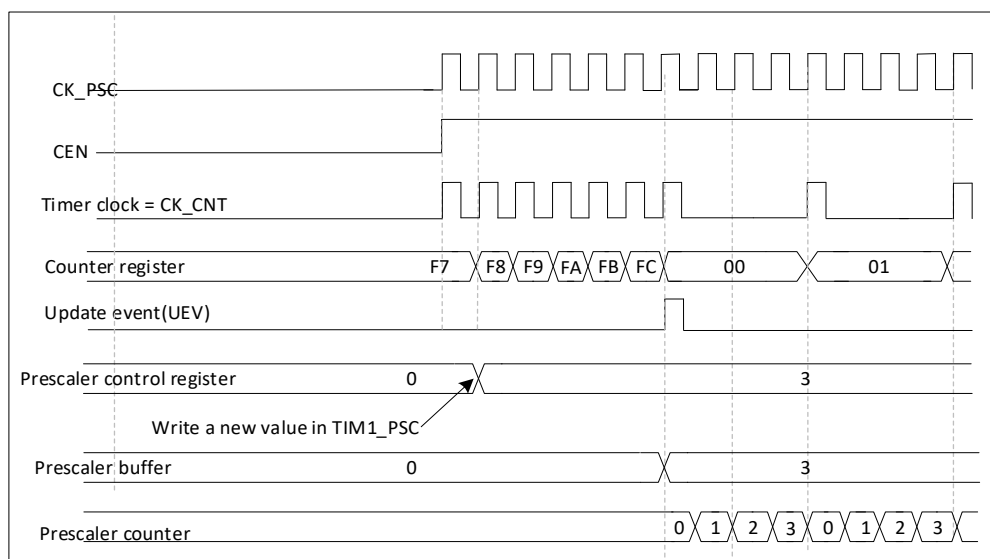 CK_PSC
CEN
Timer clock = CK_CNT
Counter register F7 F8 F9 FA FB FC 00 01
Update event(UEV)
Prescaler control register 0 3
Write a new value in TIM1_PSC
Prescaler buffer 0 3
Prescaler counter 0 1 2 3 0 1 2 3